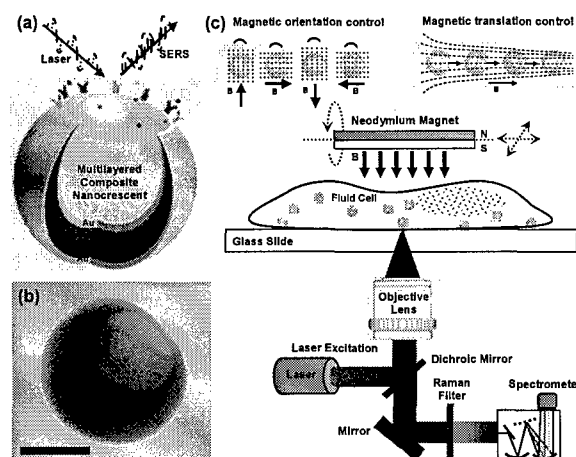 (a)
Laser
SERS
Multilayered
Composite
Nanocrescent
Au
(b)
(c)
Magnetic orientation control
B
B
B
B
Magnetic translation control
B
Neodymium Magnet
N
S
B
Fluid Cell
Glass Slide
Objective
Lens
Laser Excitation
Laser
Dichroic Mirror
Raman
Filter
Mirror
Spectrometer